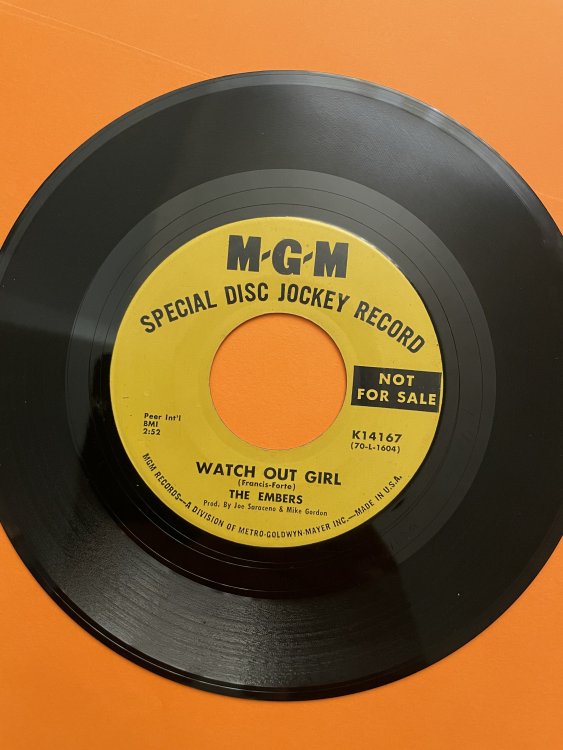 M-G-M
SPECIAL DISC JOCKEY RECORD
NOT
FOR SALE
Peer Int'l
BMI
2:52
K14167
(70-L-1604)
WATCH OUT GIRL
(Francis-Forte)
THE EMBERS
Prod. By Joe Saraceno & Mike Gordon
MGM RECORDS—A DIVISION OF METRO-GOLDWYN-MAYER INC.—MADE IN U.S.A.